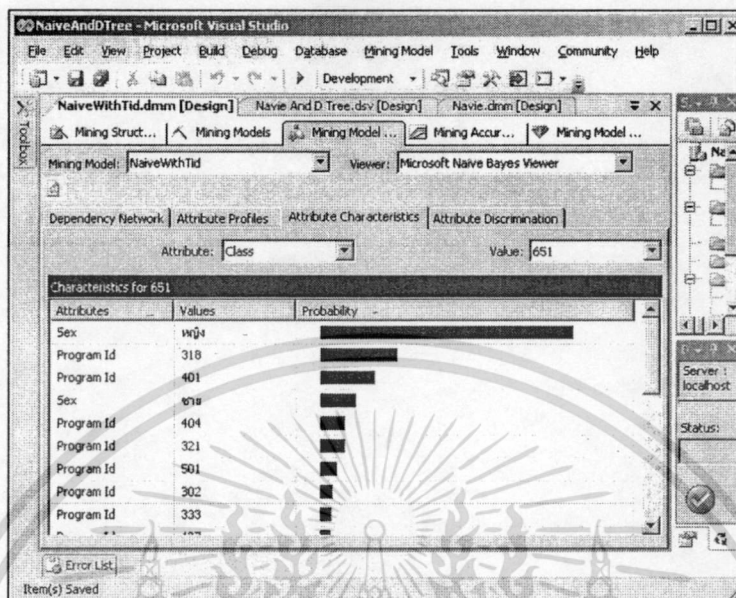 NaiveAndDTree - Microsoft Visual Studio
File Edit View Project Build Debug Database Mining Model Tools Window Community Help
Development
NaiveWithTid.dmm [Design] Navie And D Tree.dsv [Design] Navie.dmm [Design]
Toolbox
Mining Struct... Mining Models Mining Model ... Mining Accur... Mining Model ...
Mining Model: NaiveWithTid Viewer: Microsoft Naive Bayes Viewer
Dependency Network Attribute Profiles Attribute Characteristics Attribute Discrimination
Attribute: Class Value: 651
Characteristics for 651
Attributes Values Probability
Sex หญิง
Program Id 318
Program Id 401
Sex ชาย
Program Id 404
Program Id 321
Program Id 501
Program Id 302
Program Id 333
Server :
localhost
Status:
Error List
Item(s) Saved